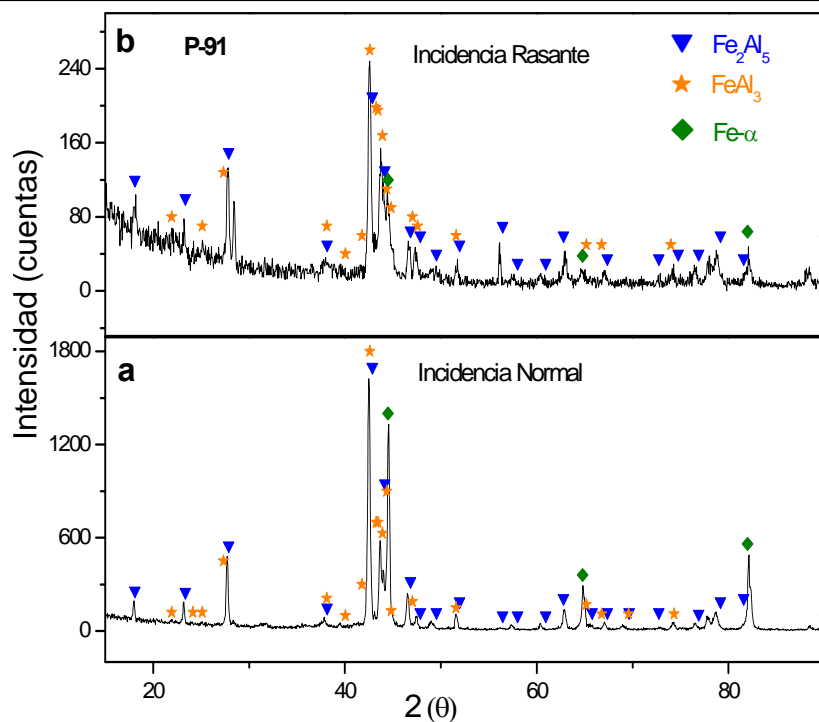 b P-91 Incidencia Rasante
Fe2Al5
FeAl3
Fe-α
240
160
80
0
Intensidad (cuentas)
a Incidencia Normal
1800
1200
600
0
20 40 60 80
2 (θ)